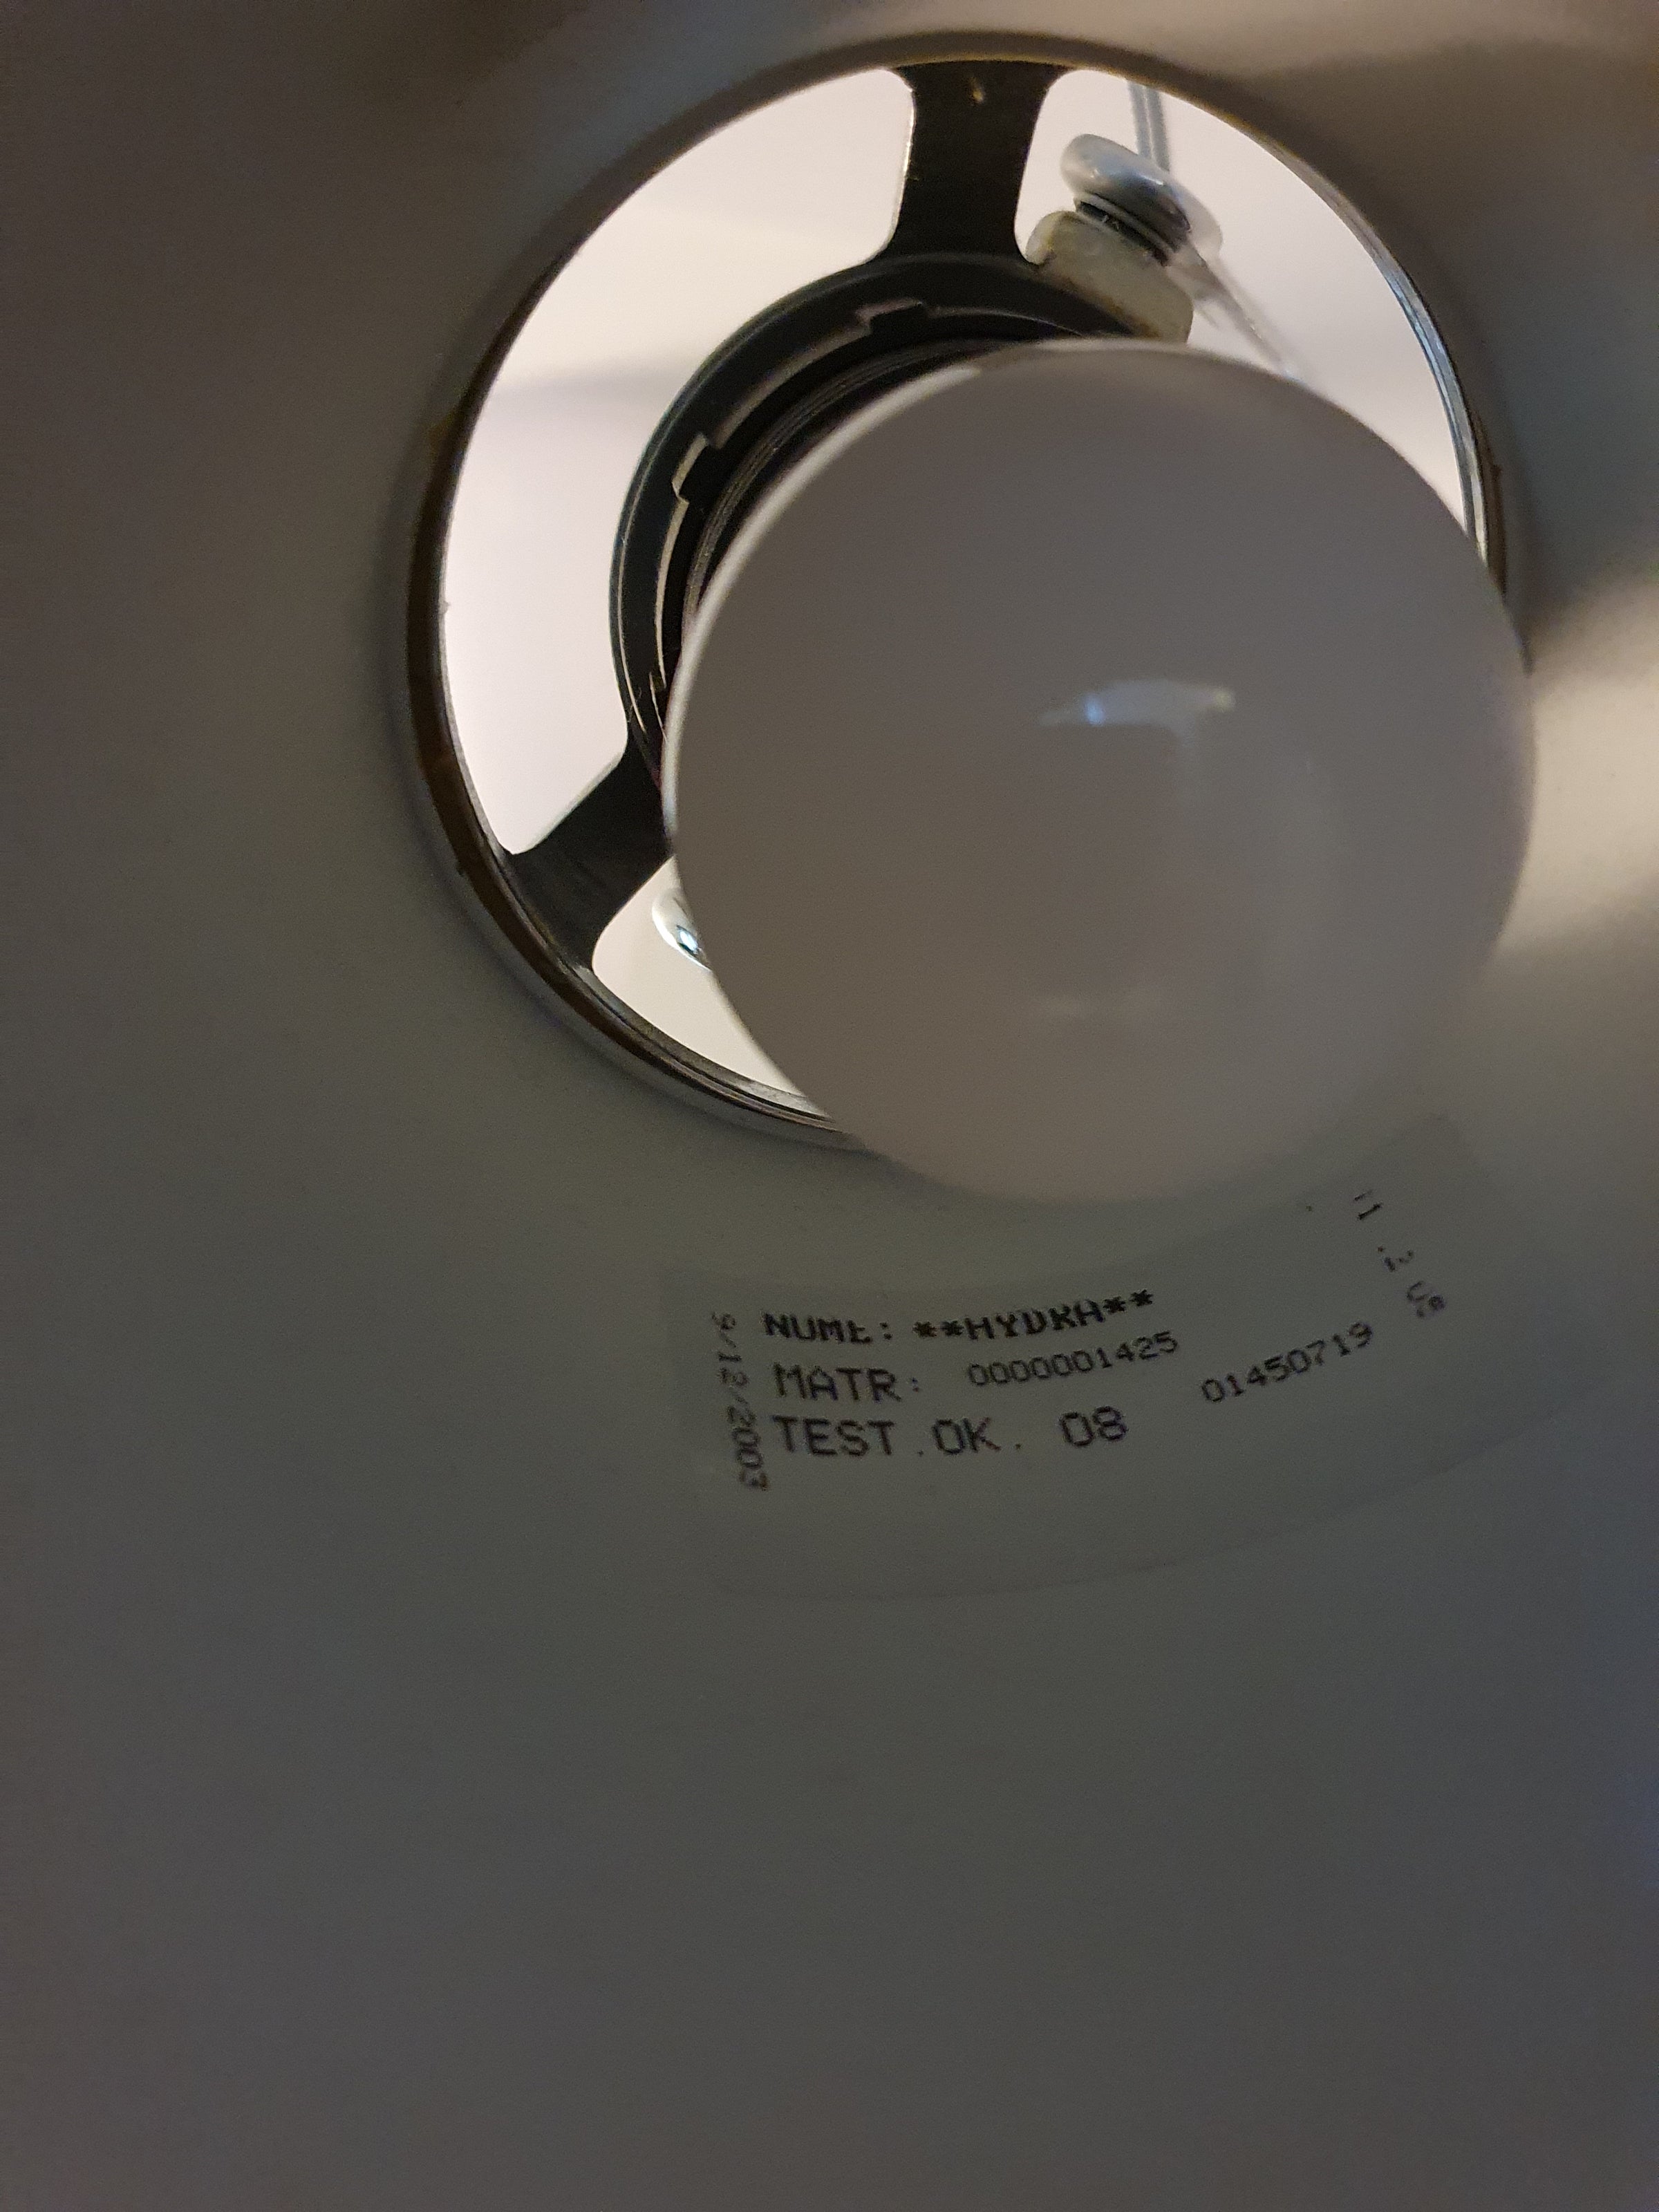 NUME: **HYDRA**
MATR: 0000001425
01450719
TEST.OK. 08
9/12/2003